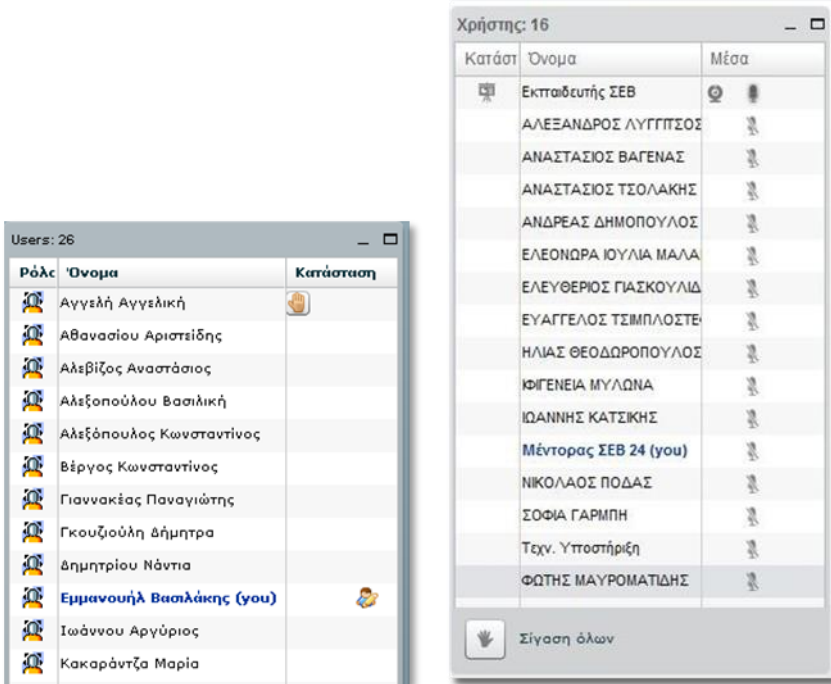 Users: 26
Ρόλο Όνομα Κατάσταση
Αγγελή Αγγελική
Αθανασίου Αριστείδης
Αλεβίζος Αναστάσιος
Αλεξοπούλου Βασιλική
Αλεξόπουλος Κωνσταντίνος
Βέργος Κωνσταντίνος
Γιαννακέας Παναγιώτης
Γκουζιούλη Δήμητρα
Δημητρίου Νάντια
Εμμανουήλ Βασιλάκης (you)
Ιωάννου Αργύριος
Κακαράντζα Μαρία
Χρήστης: 16
Κατάστ Όνομα Μέσα
Εκπαιδευτής ΣΕΒ
ΑΛΕΞΑΝΔΡΟΣ ΛΥΓΓΙΤΣΟΣ
ΑΝΑΣΤΑΣΙΟΣ ΒΑΓΕΝΑΣ
ΑΝΑΣΤΑΣΙΟΣ ΤΣΟΛΑΚΗΣ
ΑΝΔΡΕΑΣ ΔΗΜΟΠΟΥΛΟΣ
ΕΛΕΟΝΩΡΑ ΙΟΥΛΙΑ ΜΑΛΑ
ΕΛΕΥΘΕΡΙΟΣ ΓΙΑΣΚΟΥΛΙΔ
ΕΥΑΓΓΕΛΟΣ ΤΣΙΜΠΛΟΣΤΕ
ΗΛΙΑΣ ΘΕΟΔΩΡΟΠΟΥΛΟΣ
ΙΦΙΓΕΝΕΙΑ ΜΥΛΩΝΑ
ΙΩΑΝΝΗΣ ΚΑΤΣΙΚΗΣ
Μέντορας ΣΕΒ 24 (you)
ΝΙΚΟΛΑΟΣ ΠΟΔΑΣ
ΣΟΦΙΑ ΓΑΡΜΠΗ
Τεχν. Υποστήριξη
ΦΩΤΗΣ ΜΑΥΡΟΜΑΤΙΔΗΣ
Σίγαση όλων